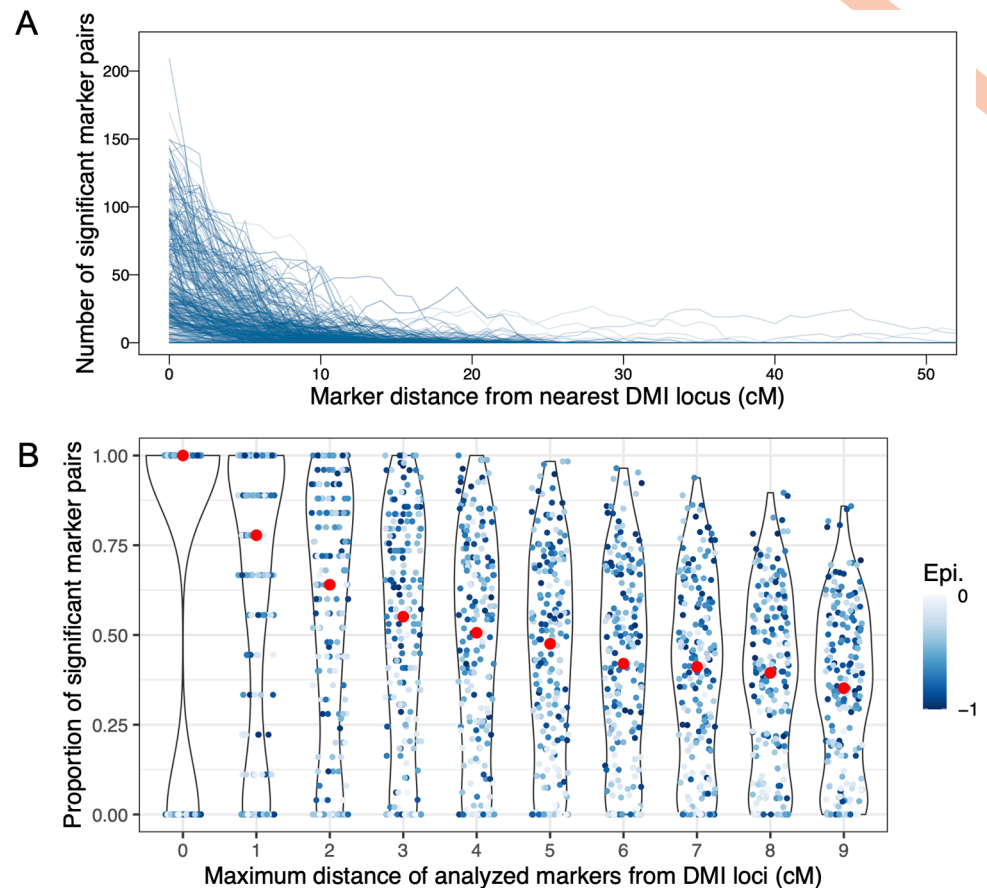 A
Number of significant marker pairs
200
150
100
50
0
0 10 20 30 40 50
Marker distance from nearest DMI locus (cM)
B
Proportion of significant marker pairs
1.00
0.75
0.50
0.25
0.00
0 1 2 3 4 5 6 7 8 9
Maximum distance of analyzed markers from DMI loci (cM)
Epi.
0
−1